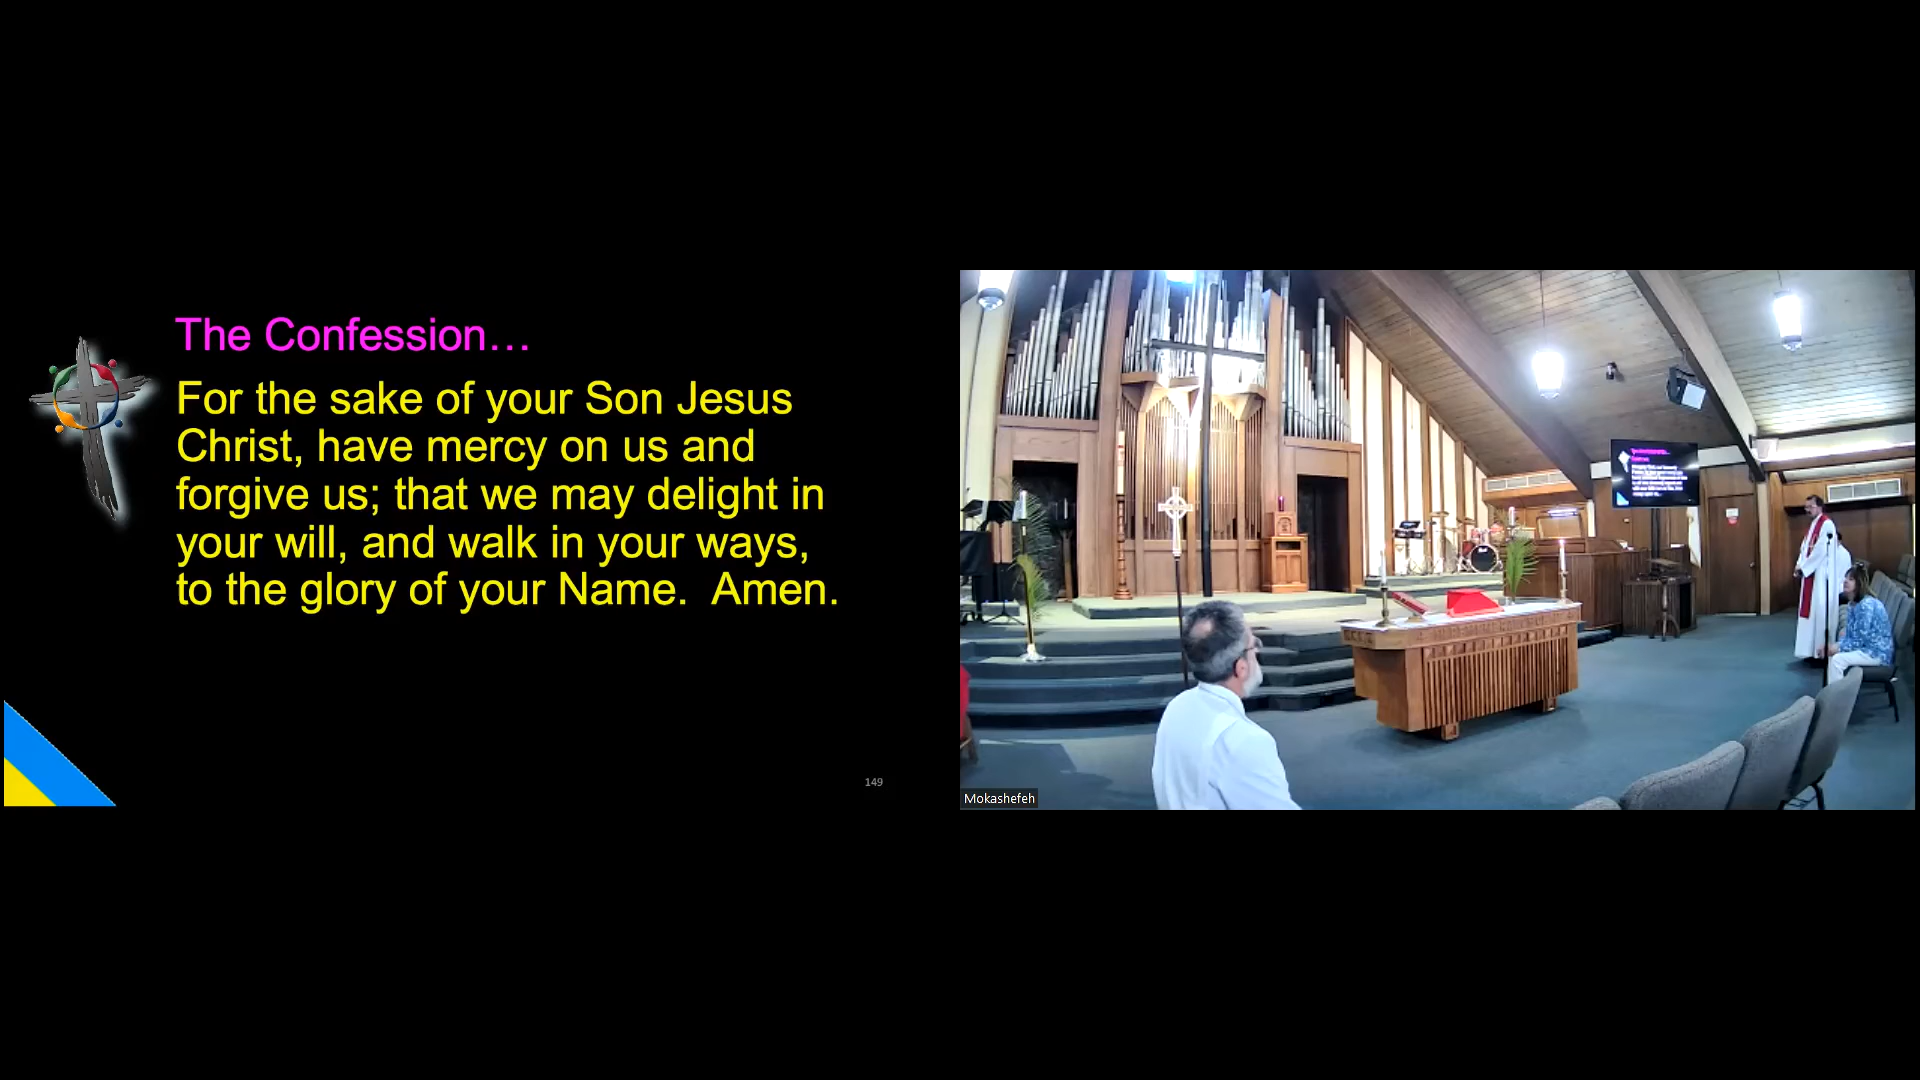 The Confession…
For the sake of your Son Jesus
Christ, have mercy on us and
forgive us; that we may delight in
your will, and walk in your ways,
to the glory of your Name.  Amen.
149
Mokashefeh